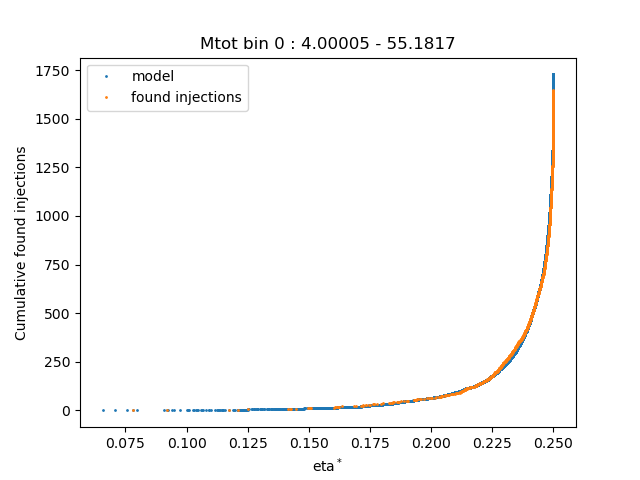 Mtot bin 0 : 4.00005 - 55.1817
model
found injections
Cumulative found injections
1750
1500
1250
1000
750
500
250
0
0.075 0.100 0.125 0.150 0.175 0.200 0.225 0.250
eta*